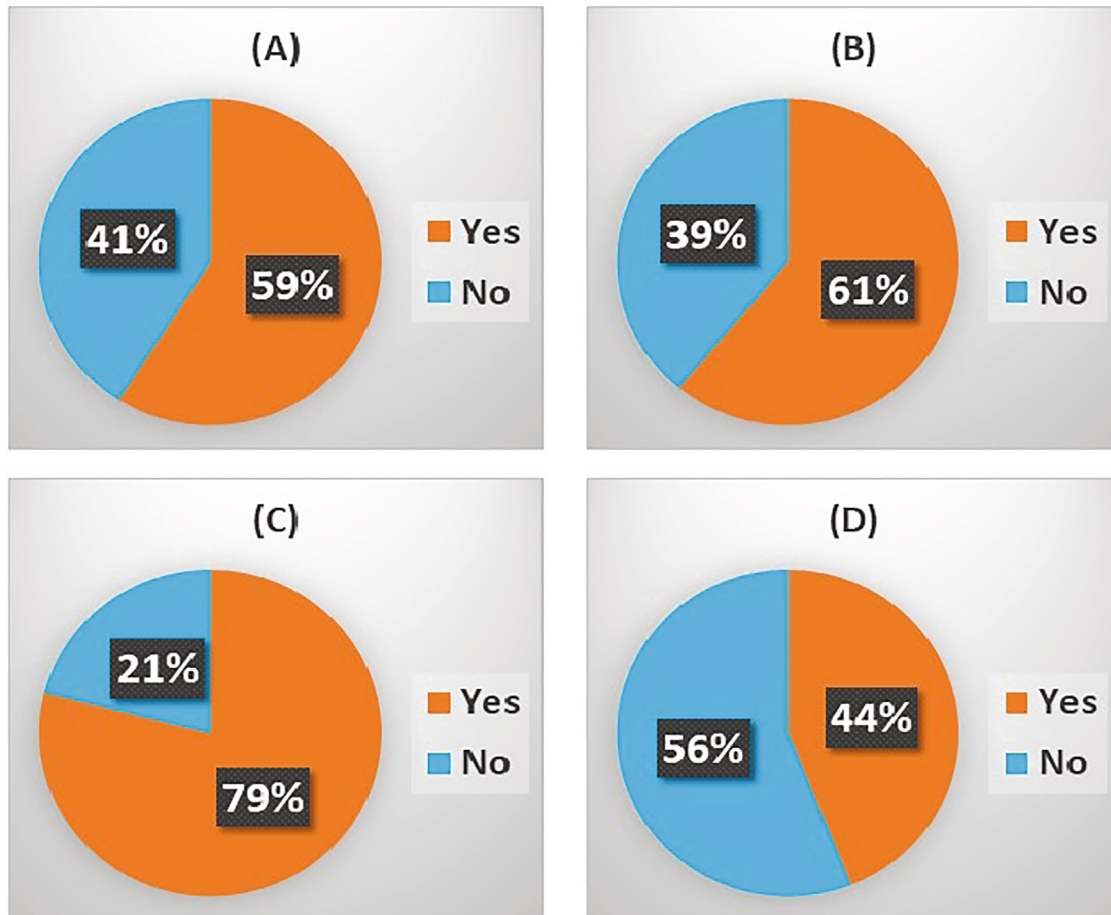 (A)
41%
59%
Yes
No
(B)
39%
61%
Yes
No
(C)
21%
79%
Yes
No
(D)
56%
44%
Yes
No